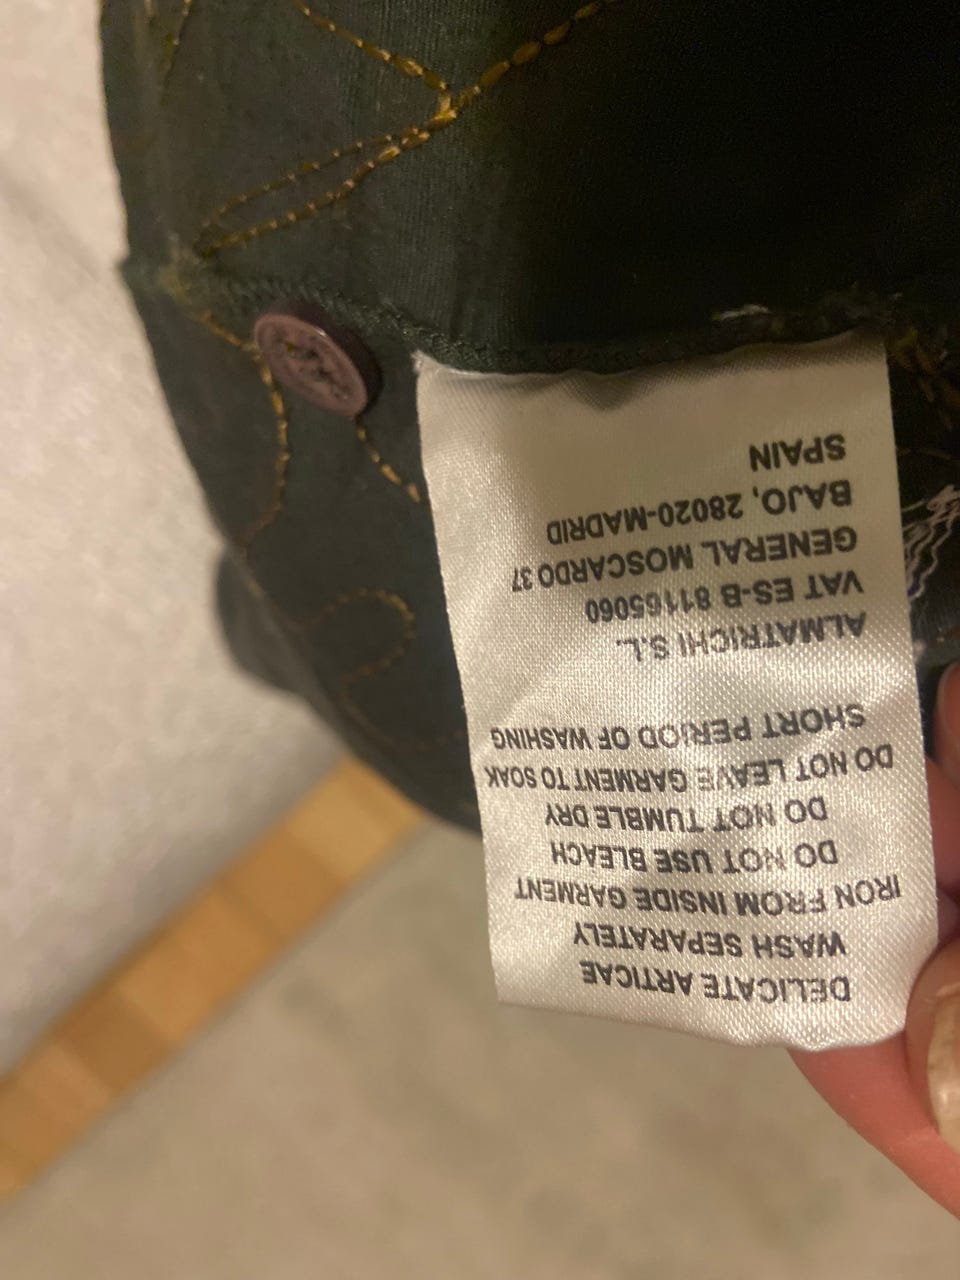 DELICATE ARTICAE
WASH SEPARATELY
IRON FROM INSIDE GARMENT
DO NOT USE BLEACH
DO NOT TUMBLE DRY
DO NOT LEAVE GARMENT TO SOAK
SHORT PERIOD OF WASHING
ALMATRICHI S.L.
VAT ES-B 81165060
GENERAL MOSCARDO 37
BAJO, 28020-MADRID
SPAIN